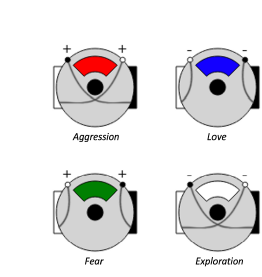 + + - -
Aggression Love
+ + - -
Fear Exploration